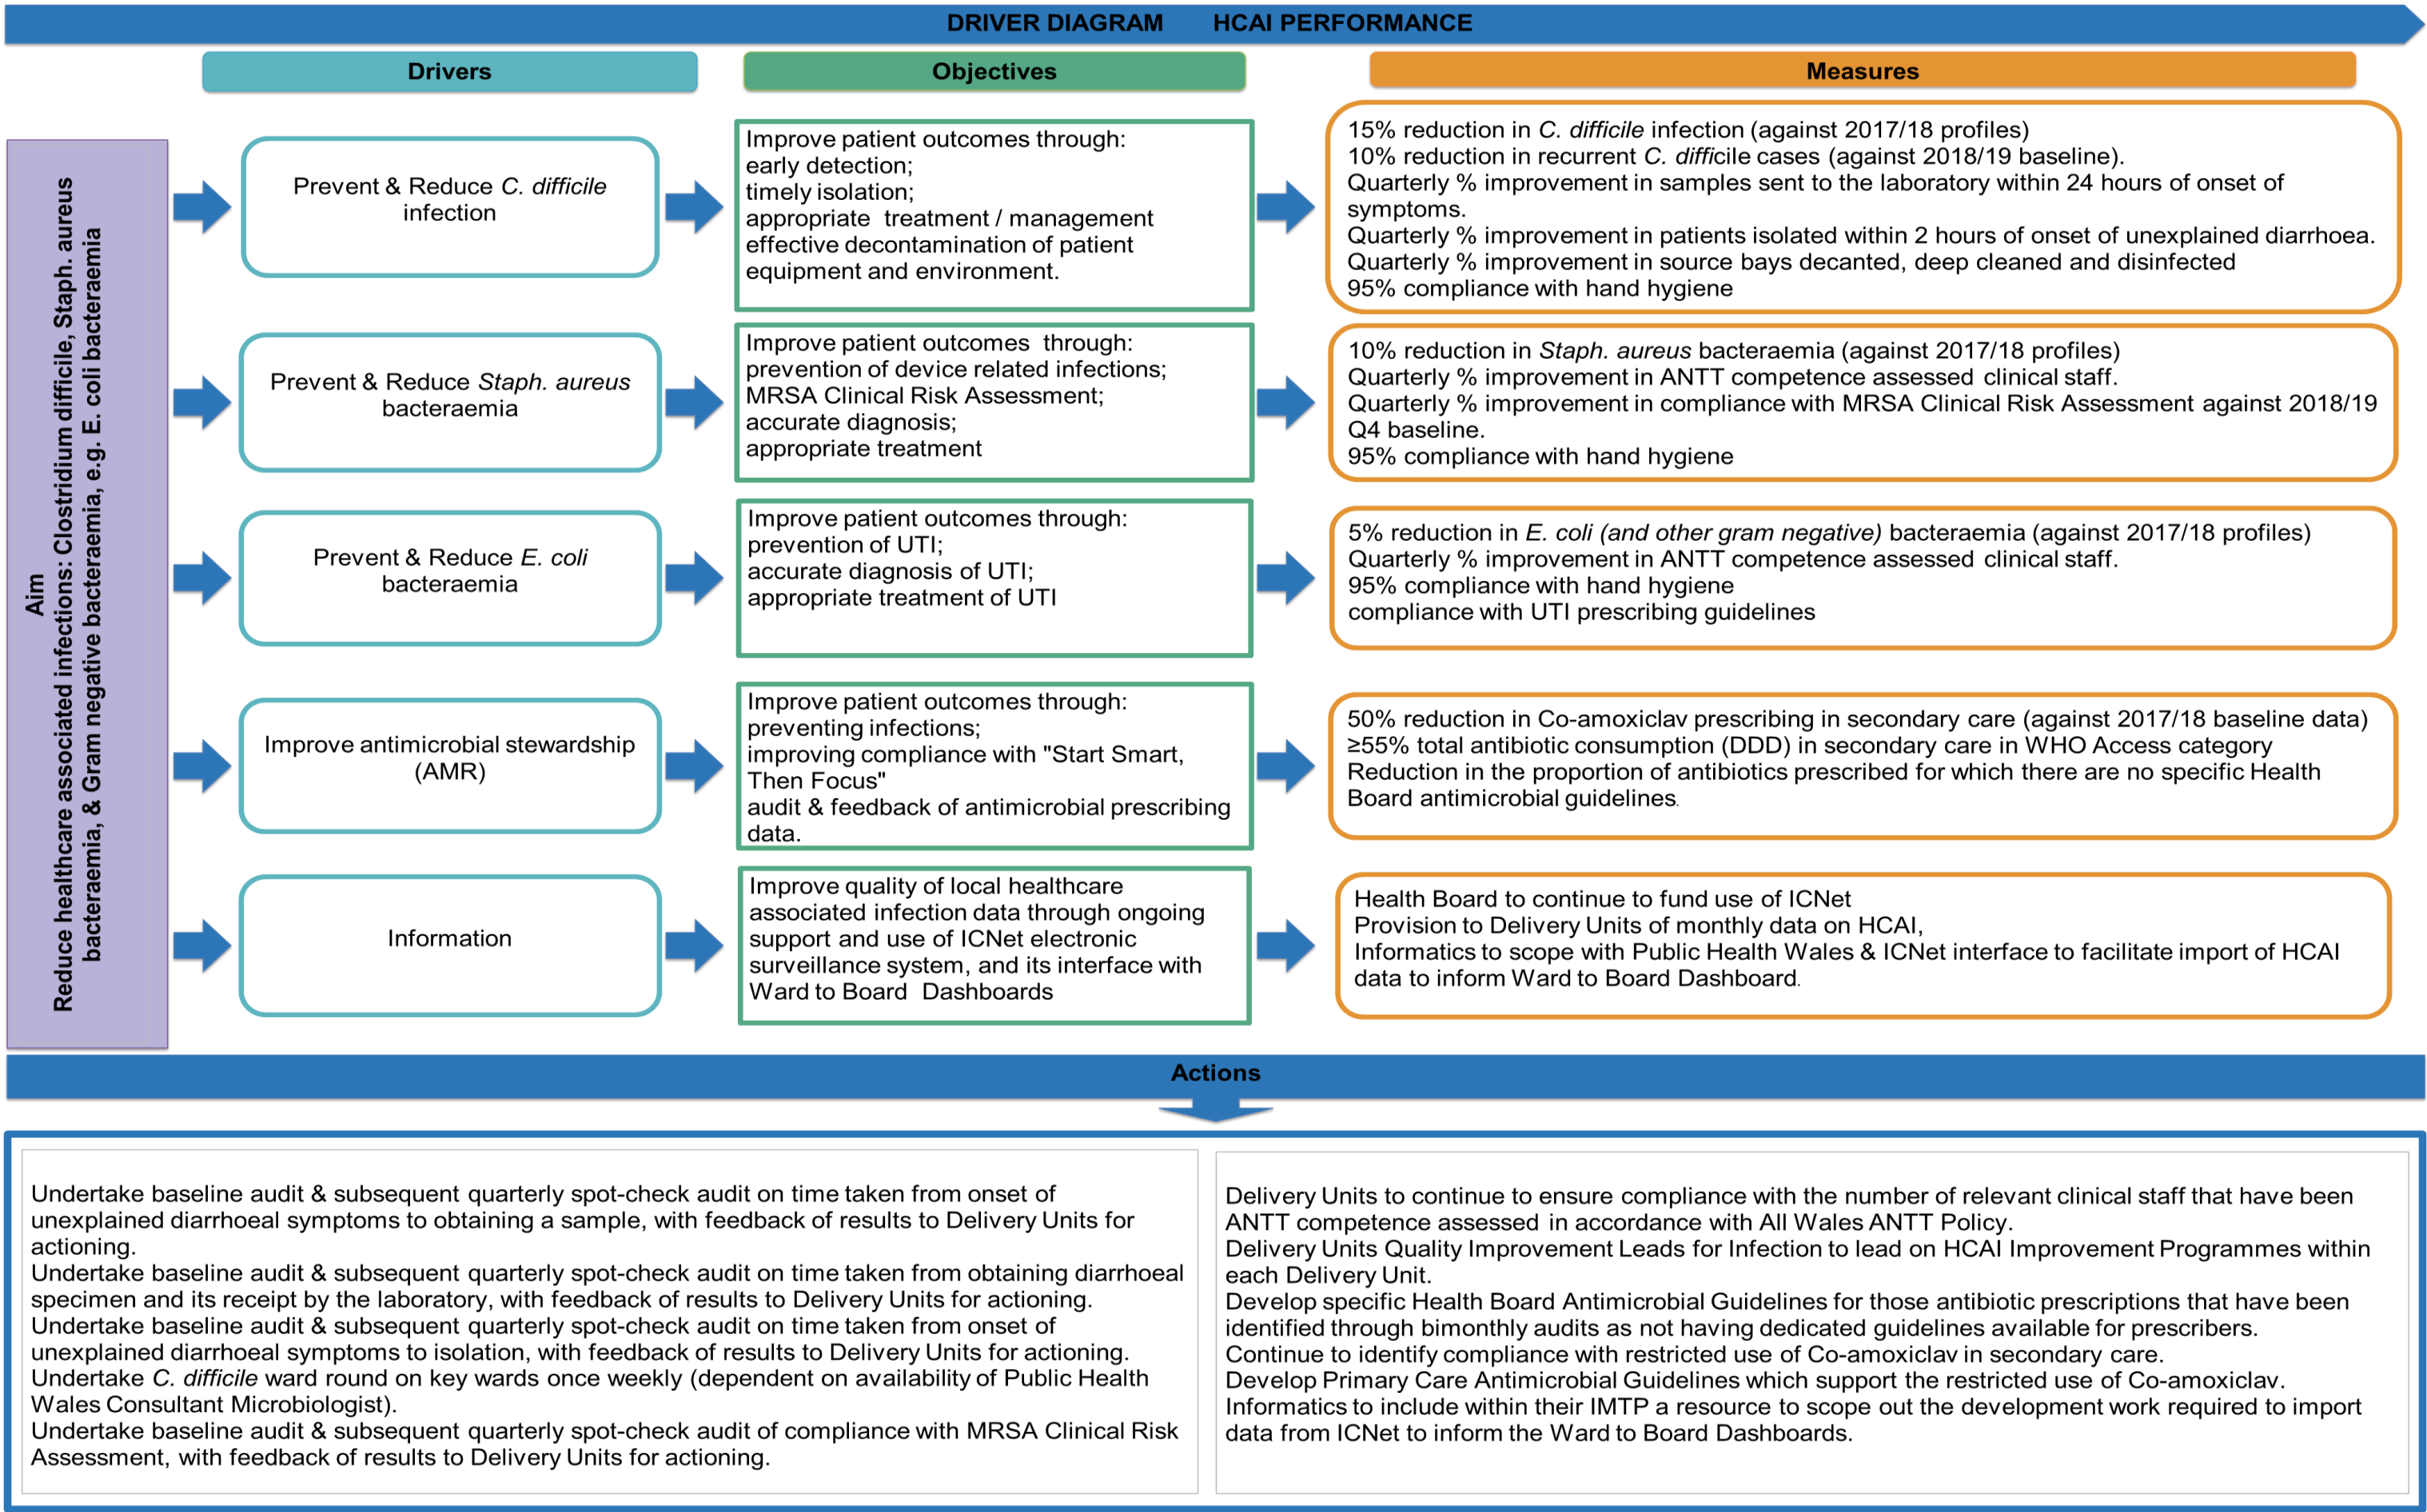 DRIVER DIAGRAM HCAI PERFORMANCE
Drivers
Objectives
Measures
Aim
Reduce healthcare associated infections: Clostridium difficile, Staph. aureus
bacteraemia, & Gram negative bacteraemia, e.g. E. coli bacteraemia
Prevent & Reduce C. difficile
infection
Improve patient outcomes through:
early detection;
timely isolation;
appropriate treatment / management
effective decontamination of patient
equipment and environment.
15% reduction in C. difficile infection (against 2017/18 profiles)
10% reduction in recurrent C. difficile cases (against 2018/19 baseline).
Quarterly % improvement in samples sent to the laboratory within 24 hours of onset of
symptoms.
Quarterly % improvement in patients isolated within 2 hours of onset of unexplained diarrhoea.
Quarterly % improvement in source bays decanted, deep cleaned and disinfected
95% compliance with hand hygiene
Prevent & Reduce Staph. aureus
bacteraemia
Improve patient outcomes through:
prevention of device related infections;
MRSA Clinical Risk Assessment;
accurate diagnosis;
appropriate treatment
10% reduction in Staph. aureus bacteraemia (against 2017/18 profiles)
Quarterly % improvement in ANTT competence assessed clinical staff.
Quarterly % improvement in compliance with MRSA Clinical Risk Assessment against 2018/19
Q4 baseline.
95% compliance with hand hygiene
Prevent & Reduce E. coli
bacteraemia
Improve patient outcomes through:
prevention of UTI;
accurate diagnosis of UTI;
appropriate treatment of UTI
5% reduction in E. coli (and other gram negative) bacteraemia (against 2017/18 profiles)
Quarterly % improvement in ANTT competence assessed clinical staff.
95% compliance with hand hygiene
compliance with UTI prescribing guidelines
Improve antimicrobial stewardship
(AMR)
Improve patient outcomes through:
preventing infections;
improving compliance with "Start Smart,
Then Focus"
audit & feedback of antimicrobial prescribing
data.
50% reduction in Co-amoxiclav prescribing in secondary care (against 2017/18 baseline data)
≥55% total antibiotic consumption (DDD) in secondary care in WHO Access category
Reduction in the proportion of antibiotics prescribed for which there are no specific Health
Board antimicrobial guidelines.
Information
Improve quality of local healthcare
associated infection data through ongoing
support and use of ICNet electronic
surveillance system, and its interface with
Ward to Board Dashboards
Health Board to continue to fund use of ICNet
Provision to Delivery Units of monthly data on HCAI,
Informatics to scope with Public Health Wales & ICNet interface to facilitate import of HCAI
data to inform Ward to Board Dashboard.
Actions
Undertake baseline audit & subsequent quarterly spot-check audit on time taken from onset of
unexplained diarrhoeal symptoms to obtaining a sample, with feedback of results to Delivery Units for
actioning.
Undertake baseline audit & subsequent quarterly spot-check audit on time taken from obtaining diarrhoeal
specimen and its receipt by the laboratory, with feedback of results to Delivery Units for actioning.
Undertake baseline audit & subsequent quarterly spot-check audit on time taken from onset of
unexplained diarrhoeal symptoms to isolation, with feedback of results to Delivery Units for actioning.
Undertake C. difficile ward round on key wards once weekly (dependent on availability of Public Health
Wales Consultant Microbiologist).
Undertake baseline audit & subsequent quarterly spot-check audit of compliance with MRSA Clinical Risk
Assessment, with feedback of results to Delivery Units for actioning.
Delivery Units to continue to ensure compliance with the number of relevant clinical staff that have been
ANTT competence assessed in accordance with All Wales ANTT Policy.
Delivery Units Quality Improvement Leads for Infection to lead on HCAI Improvement Programmes within
each Delivery Unit.
Develop specific Health Board Antimicrobial Guidelines for those antibiotic prescriptions that have been
identified through bimonthly audits as not having dedicated guidelines available for prescribers.
Continue to identify compliance with restricted use of Co-amoxiclav in secondary care.
Develop Primary Care Antimicrobial Guidelines which support the restricted use of Co-amoxiclav.
Informatics to include within their IMTP a resource to scope out the development work required to import
data from ICNet to inform the Ward to Board Dashboards.